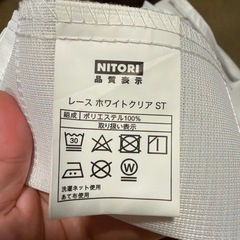 NITORI
品質表示
レース ホワイトクリア ST
組成 ポリエステル100%
取り扱い表示
30
W
洗濯ネット使用
あて布使用